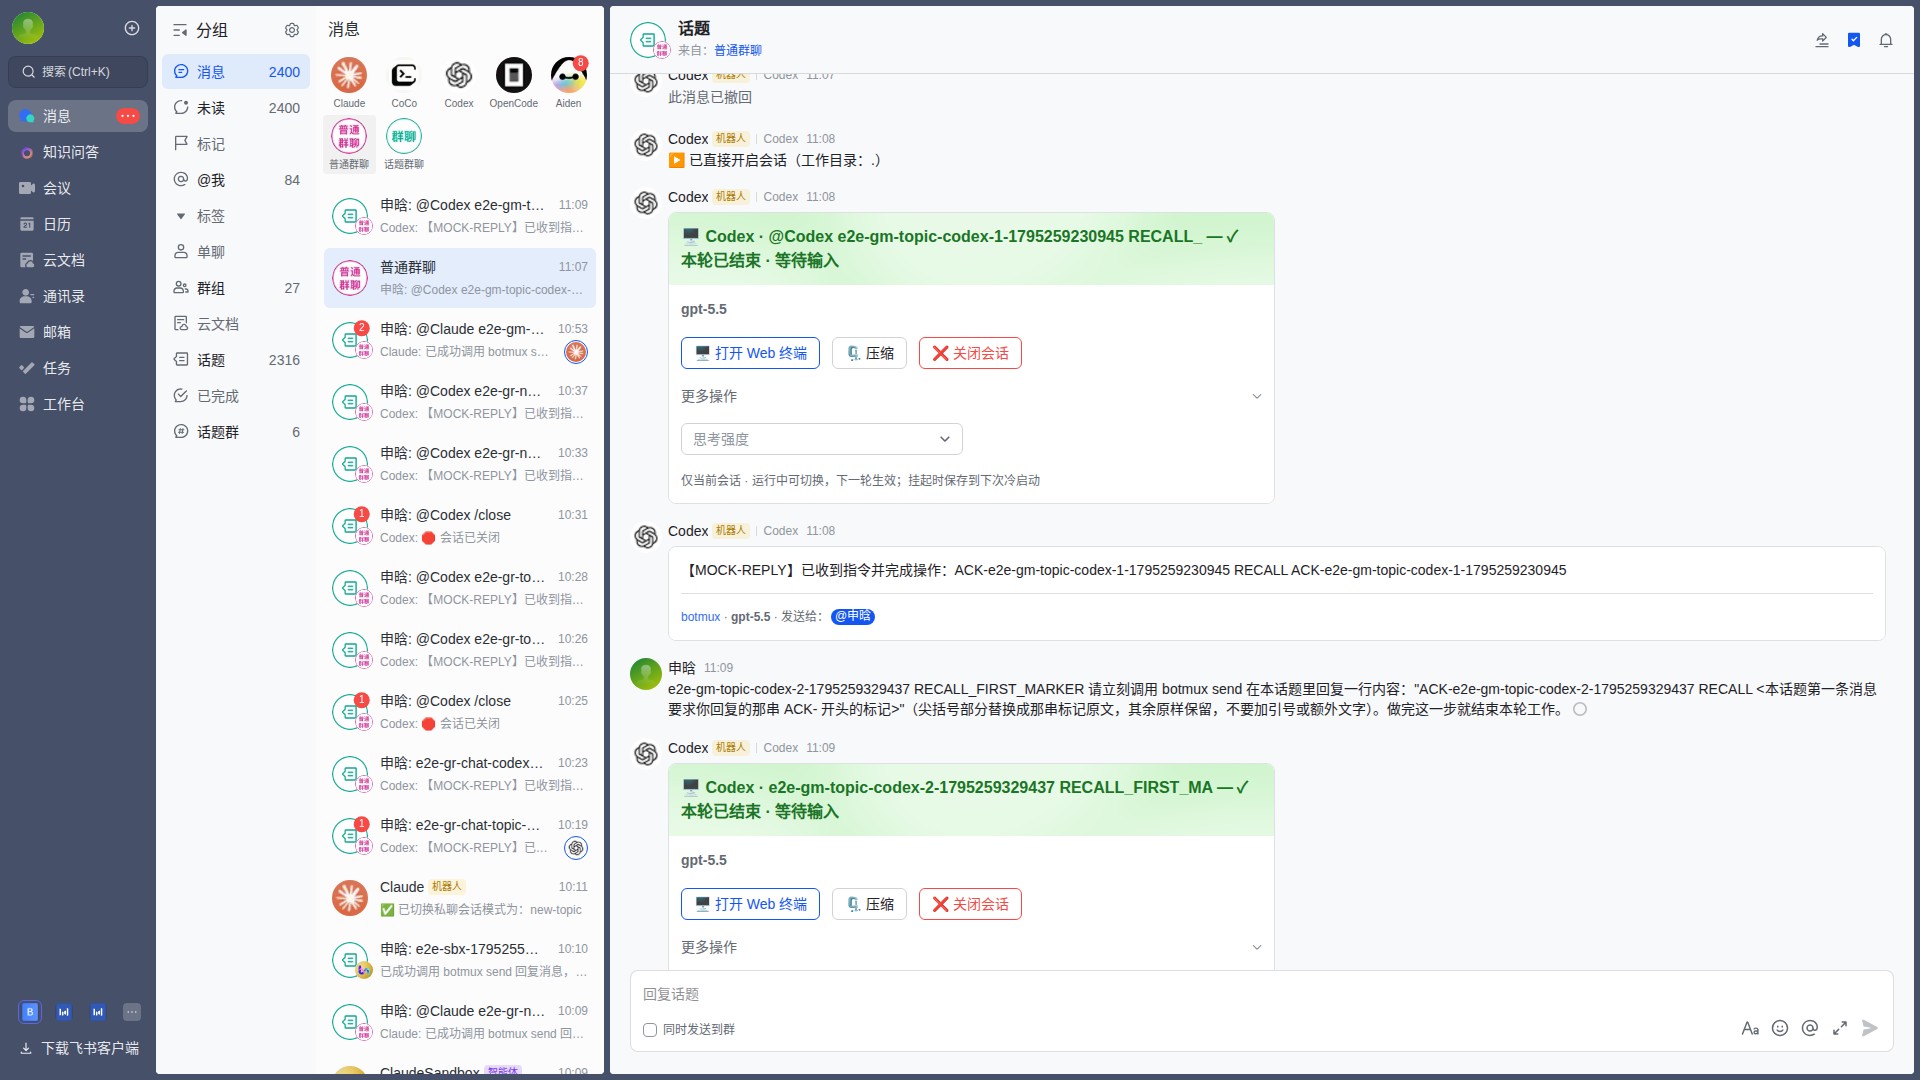 搜索 (Ctrl+K)
消息
知识问答
会议
日历
云文档
通讯录
邮箱
任务
工作台
下载飞书客户端
分组
消息 2400
未读 2400
标记
@我 84
标签
单聊
群组 27
云文档
话题 2316
已完成
话题群 6
消息
8
Claude CoCo Codex OpenCode Aiden
普通群聊 群聊
普通群聊 话题群聊
申晗: @Codex e2e-gm-t… 11:09
Codex: 【MOCK-REPLY】已收到指…
普通群聊 11:07
申晗: @Codex e2e-gm-topic-codex-…
2
申晗: @Claude e2e-gm-… 10:53
Claude: 已成功调用 botmux s…
申晗: @Codex e2e-gr-n… 10:37
Codex: 【MOCK-REPLY】已收到指…
申晗: @Codex e2e-gr-n… 10:33
Codex: 【MOCK-REPLY】已收到指…
1
申晗: @Codex /close 10:31
Codex: 🛑 会话已关闭
申晗: @Codex e2e-gr-to… 10:28
Codex: 【MOCK-REPLY】已收到指…
申晗: @Codex e2e-gr-to… 10:26
Codex: 【MOCK-REPLY】已收到指…
1
申晗: @Codex /close 10:25
Codex: 🛑 会话已关闭
申晗: e2e-gr-chat-codex… 10:23
Codex: 【MOCK-REPLY】已收到指…
1
申晗: e2e-gr-chat-topic-… 10:19
Codex: 【MOCK-REPLY】已…
Claude 机器人 10:11
✅ 已切换私聊会话模式为：new-topic
申晗: e2e-sbx-1795255… 10:10
已成功调用 botmux send 回复消息，…
申晗: @Claude e2e-gr-n… 10:09
Claude: 已成功调用 botmux send 回…
ClaudeSandbox 智能体 10:09
话题
来自：普通群聊
Codex 机器人 Codex 11:07
此消息已撤回
Codex 机器人 Codex 11:08
▶️ 已直接开启会话（工作目录：.）
Codex 机器人 Codex 11:08
🖥️ Codex · @Codex e2e-gm-topic-codex-1-1795259230945 RECALL_ — ✓
本轮已结束 · 等待输入
gpt-5.5
🖥️ 打开 Web 终端 🗜️ 压缩 ❌ 关闭会话
更多操作
思考强度
仅当前会话 · 运行中可切换，下一轮生效；挂起时保存到下次冷启动
Codex 机器人 Codex 11:08
【MOCK-REPLY】已收到指令并完成操作：ACK-e2e-gm-topic-codex-1-1795259230945 RECALL ACK-e2e-gm-topic-codex-1-1795259230945
botmux · gpt-5.5 · 发送给： @申晗
申晗 11:09
e2e-gm-topic-codex-2-1795259329437 RECALL_FIRST_MARKER 请立刻调用 botmux send 在本话题里回复一行内容："ACK-e2e-gm-topic-codex-2-1795259329437 RECALL <本话题第一条消息
要求你回复的那串 ACK- 开头的标记>"（尖括号部分替换成那串标记原文，其余原样保留，不要加引号或额外文字）。做完这一步就结束本轮工作。
Codex 机器人 Codex 11:09
🖥️ Codex · e2e-gm-topic-codex-2-1795259329437 RECALL_FIRST_MA — ✓
本轮已结束 · 等待输入
gpt-5.5
🖥️ 打开 Web 终端 🗜️ 压缩 ❌ 关闭会话
更多操作
回复话题
同时发送到群